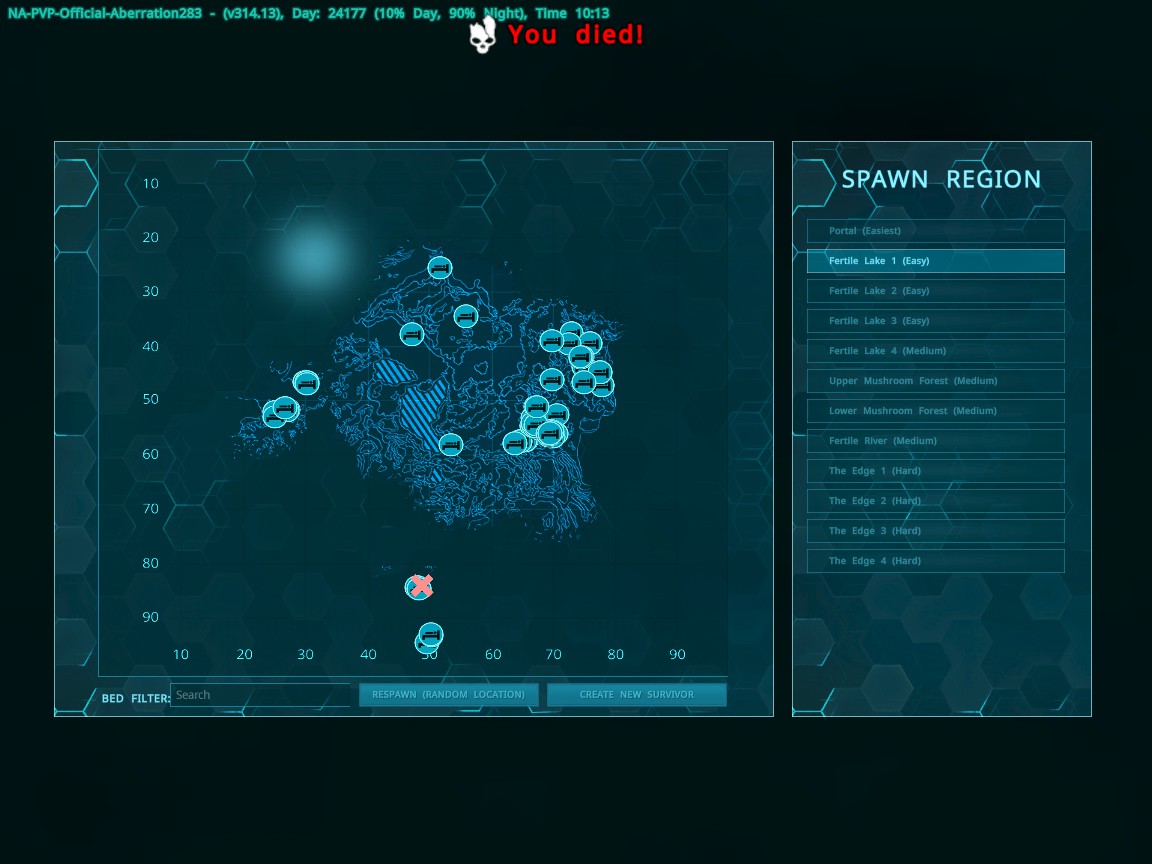 NA-PVP-Official-Aberration283 - (v314.13), Day: 24177 (10% Day, 90% Night), Time 10:13
You died!
10
20
30
40
50
60
70
80
90
10 20 30 40 50 60 70 80 90
BED FILTER: Search RESPAWN (RANDOM LOCATION) CREATE NEW SURVIVOR
SPAWN REGION
Portal (Easiest)
Fertile Lake 1 (Easy)
Fertile Lake 2 (Easy)
Fertile Lake 3 (Easy)
Fertile Lake 4 (Medium)
Upper Mushroom Forest (Medium)
Lower Mushroom Forest (Medium)
Fertile River (Medium)
The Edge 1 (Hard)
The Edge 2 (Hard)
The Edge 3 (Hard)
The Edge 4 (Hard)